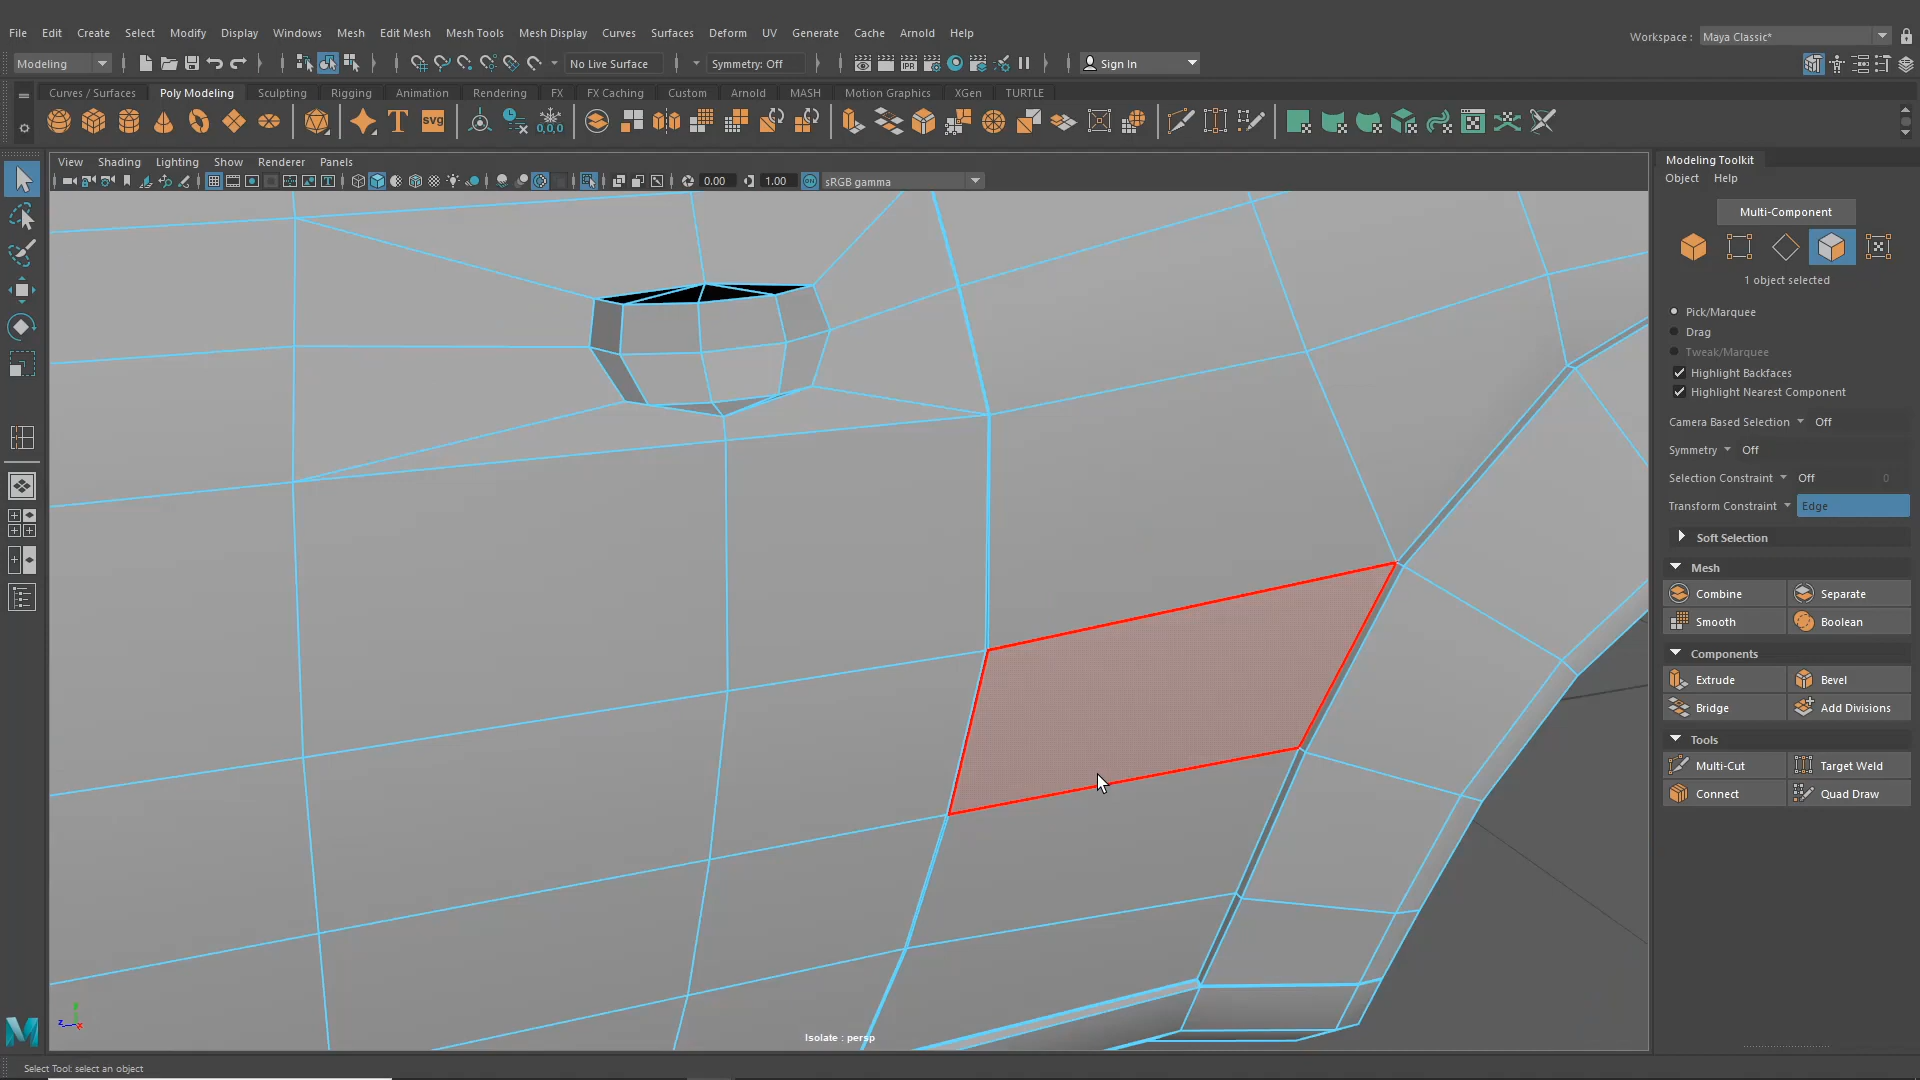 File Edit Create Select Modify Display Windows Mesh Edit Mesh Mesh Tools Mesh Display Curves Surfaces Deform UV Generate Cache Arnold Help
Workspace : Maya Classic*
Modeling No Live Surface Symmetry: Off Sign In
Curves / Surfaces Poly Modeling Sculpting Rigging Animation Rendering FX FX Caching Custom Arnold MASH Motion Graphics XGen TURTLE
T svg 0,0,0
View Shading Lighting Show Renderer Panels
0.00 1.00 ON sRGB gamma
Modeling Toolkit
Object Help
Multi-Component
1 object selected
Pick/Marquee
Drag
Tweak/Marquee
Highlight Backfaces
Highlight Nearest Component
Camera Based Selection Off
Symmetry Off
Selection Constraint Off 0
Transform Constraint Edge
Soft Selection
Mesh
Combine Separate
Smooth Boolean
Components
Extrude Bevel
Bridge Add Divisions
Tools
Multi-Cut Target Weld
Connect Quad Draw
y
z x
Isolate : persp
M
Select Tool: select an object